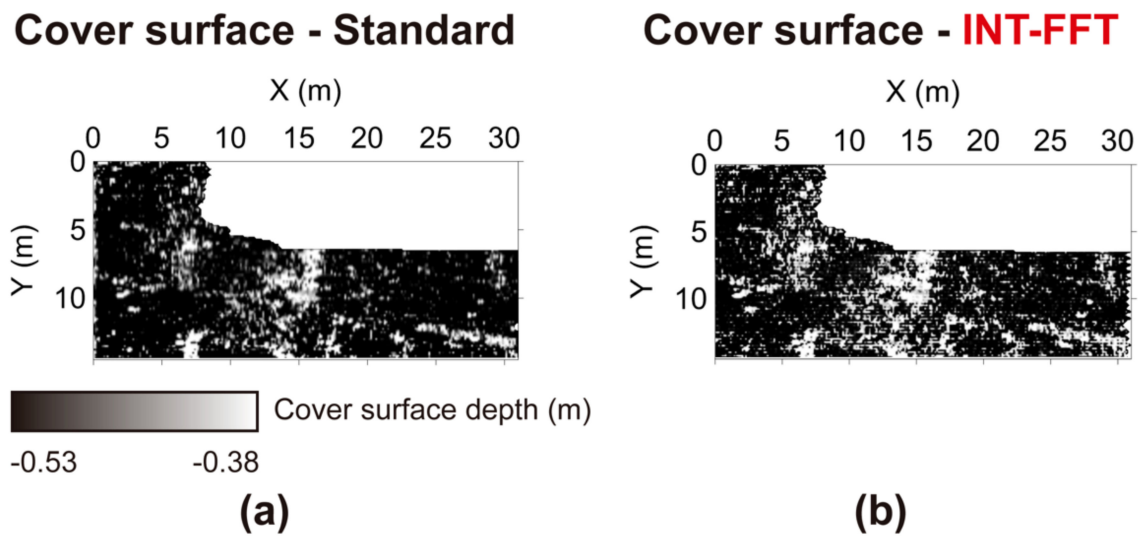 Cover surface - Standard
X (m)
0 5 10 15 20 25 30
0
5
10
Y (m)
Cover surface depth (m)
-0.53 -0.38
(a)
Cover surface - INT-FFT
X (m)
0 5 10 15 20 25 30
0
5
10
Y (m)
(b)